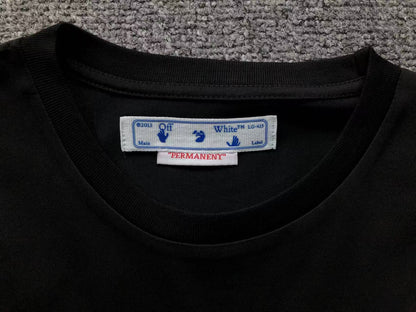 ©2013 Off White™ LG-415
Main Label
"PERMANENT"